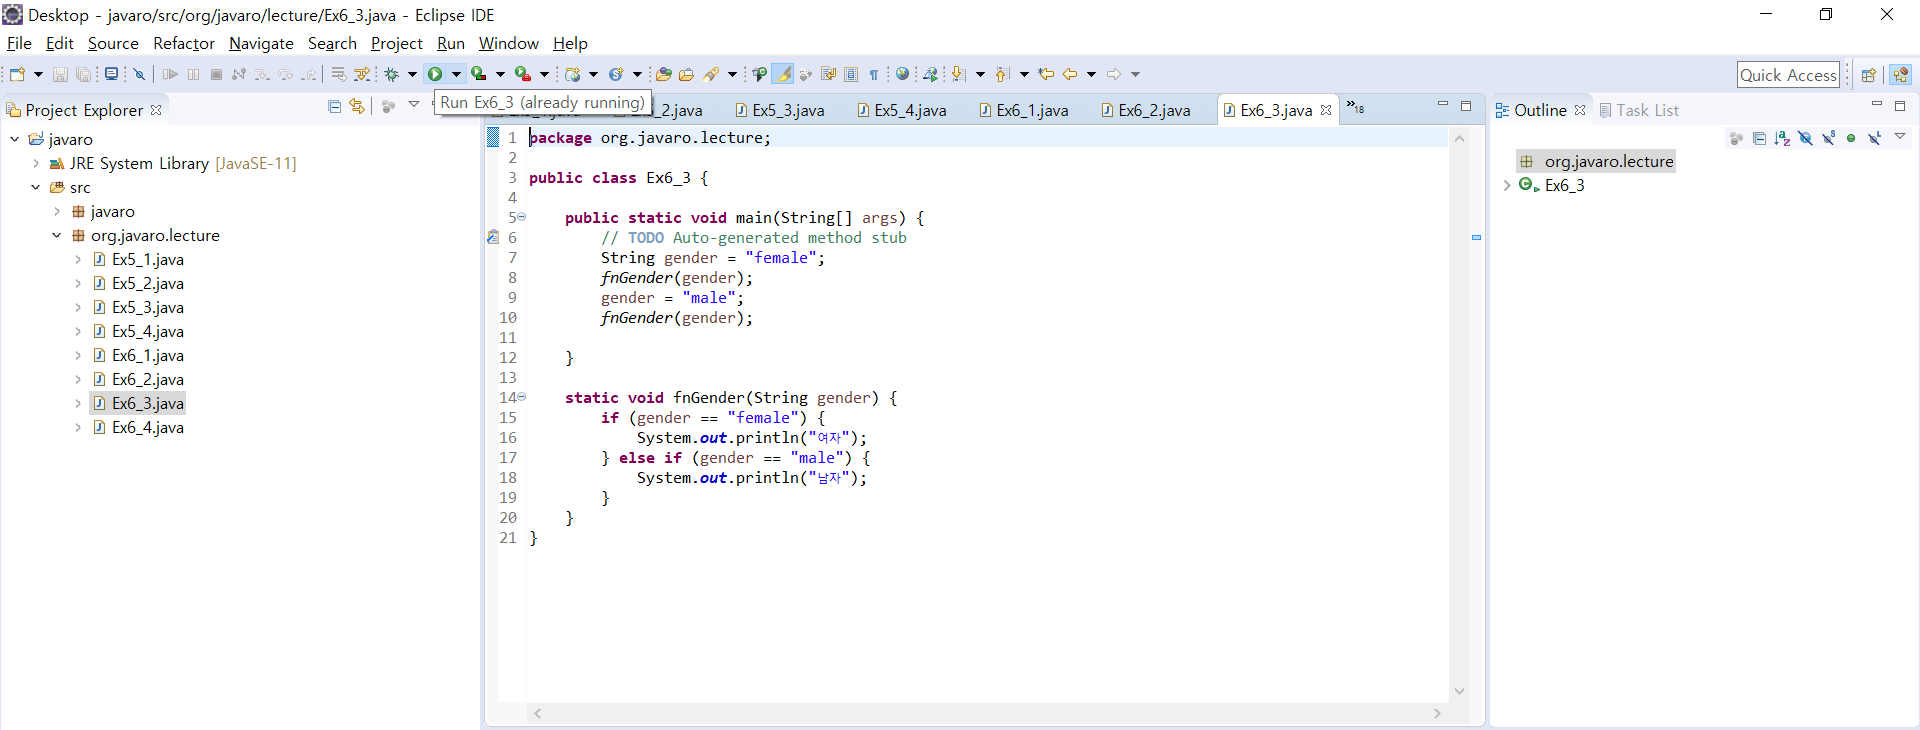 Desktop - javaro/src/org/javaro/lecture/Ex6_3.java - Eclipse IDE
File Edit Source Refactor Navigate Search Project Run Window Help
Quick Access
Run Ex6_3 (already running)
Project Explorer
_2.java Ex5_3.java Ex5_4.java Ex6_1.java Ex6_2.java Ex6_3.java »18
Outline Task List
javaro
JRE System Library [JavaSE-11]
src
javaro
org.javaro.lecture
Ex5_1.java
Ex5_2.java
Ex5_3.java
Ex5_4.java
Ex6_1.java
Ex6_2.java
Ex6_3.java
Ex6_4.java
1 package org.javaro.lecture;
2
3 public class Ex6_3 {
4
5 public static void main(String[] args) {
6 // TODO Auto-generated method stub
7 String gender = "female";
8 fnGender(gender);
9 gender = "male";
10 fnGender(gender);
11
12 }
13
14 static void fnGender(String gender) {
15 if (gender == "female") {
16 System.out.println("여자");
17 } else if (gender == "male") {
18 System.out.println("남자");
19 }
20 }
21 }
org.javaro.lecture
Ex6_3